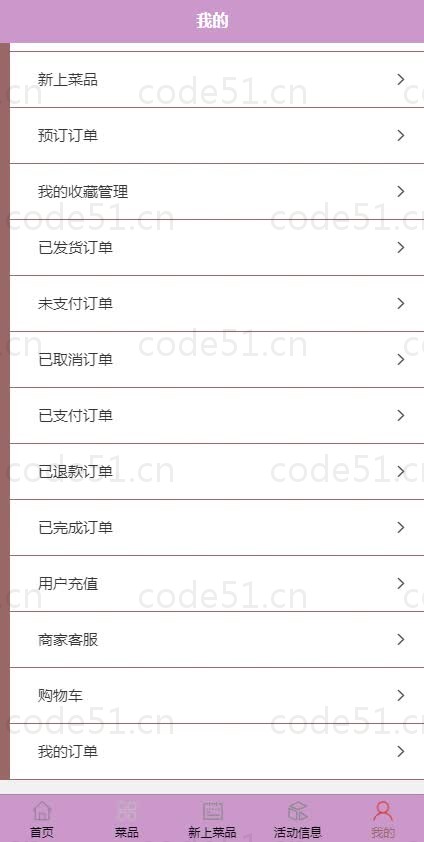 我的
新上菜品
预订订单
我的收藏管理
已发货订单
未支付订单
已取消订单
已支付订单
已退款订单
已完成订单
用户充值
商家客服
购物车
我的订单
首页 菜品 新上菜品 活动信息 我的
code51.cn
code51.cn
code51.cn
code51.cn
code51.cn
code51.cn
code51.cn
code51.cn